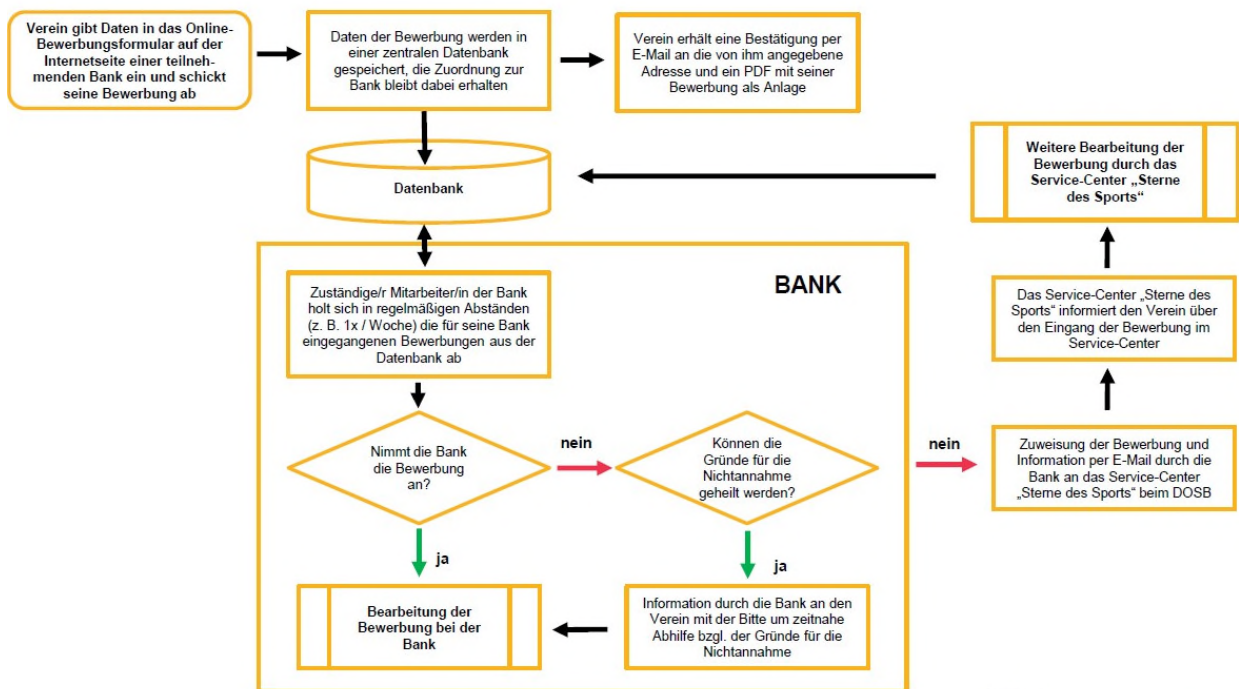 Verein gibt Daten in das Online-
Bewerbungsformular auf der
Internetseite einer teilneh-
menden Bank ein und schickt
seine Bewerbung ab
Daten der Bewerbung werden in
einer zentralen Datenbank
gespeichert, die Zuordnung zur
Bank bleibt dabei erhalten
Verein erhält eine Bestätigung per
E-Mail an die von ihm angegebene
Adresse und ein PDF mit seiner
Bewerbung als Anlage
Datenbank
Weitere Bearbeitung der
Bewerbung durch das
Service-Center „Sterne
des Sports“
BANK
Zuständige/r Mitarbeiter/in der Bank
holt sich in regelmäßigen Abständen
(z. B. 1x / Woche) die für seine Bank
eingegangenen Bewerbungen aus der
Datenbank ab
Das Service-Center „Sterne des
Sports“ informiert den Verein über
den Eingang der Bewerbung im
Service-Center
Nimmt die Bank
die Bewerbung
an?
nein
Können die
Gründe für die
Nichtannahme
geheilt werden?
nein
Zuweisung der Bewerbung und
Information per E-Mail durch die
Bank an das Service-Center
„Sterne des Sports“ beim DOSB
ja
ja
Bearbeitung der
Bewerbung bei der
Bank
Information durch die Bank an den
Verein mit der Bitte um zeitnahe
Abhilfe bzgl. der Gründe für die
Nichtannahme